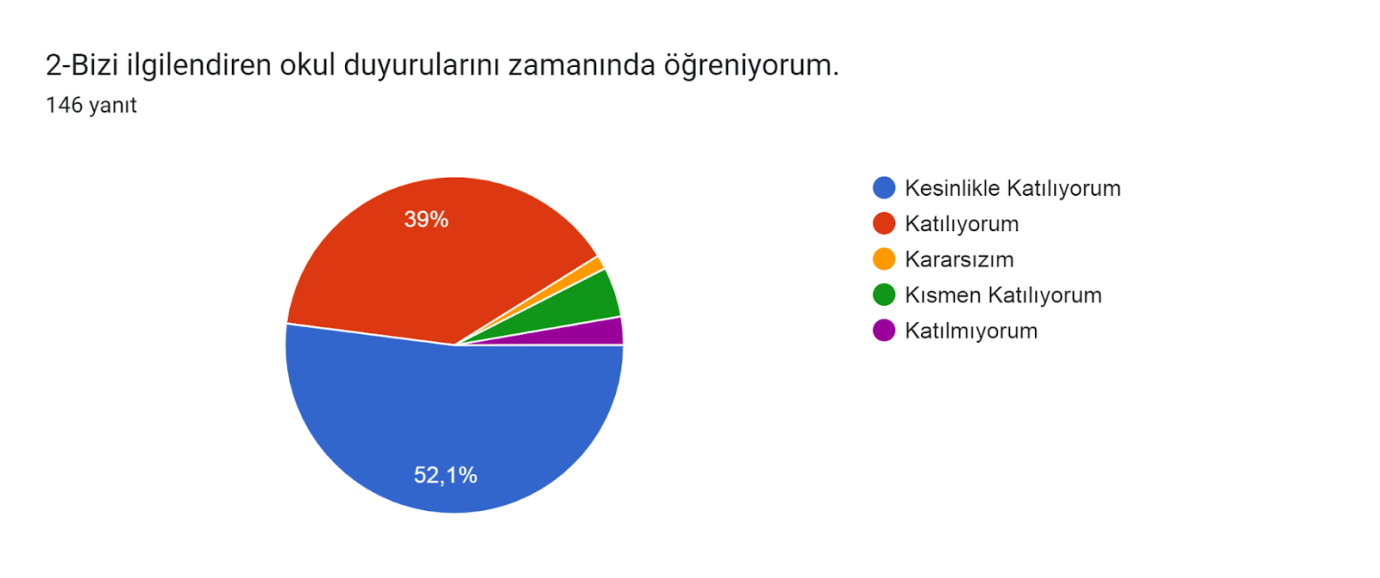 2-Bizi ilgilendiren okul duyurularını zamanında öğreniyorum.
146 yanıt
39%
52,1%
Kesinlikle Katılıyorum
Katılıyorum
Kararsızım
Kısmen Katılıyorum
Katılmıyorum